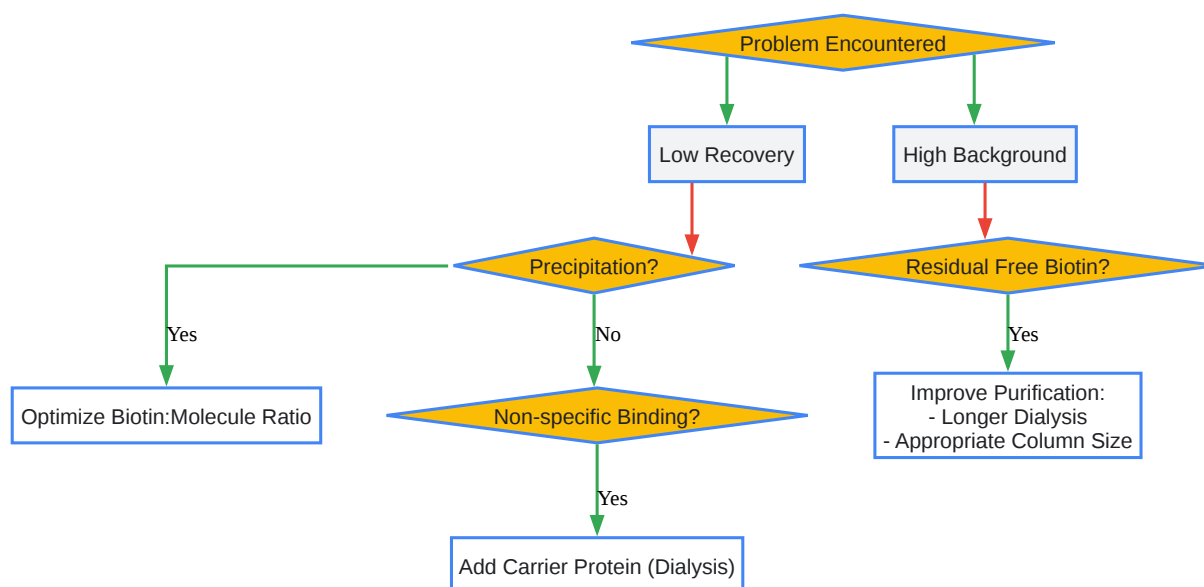 Problem Encountered
Low Recovery
High Background
Precipitation?
Residual Free Biotin?
Yes
No
Yes
Optimize Biotin:Molecule Ratio
Non-specific Binding?
Improve Purification:
- Longer Dialysis
- Appropriate Column Size
Yes
Add Carrier Protein (Dialysis)